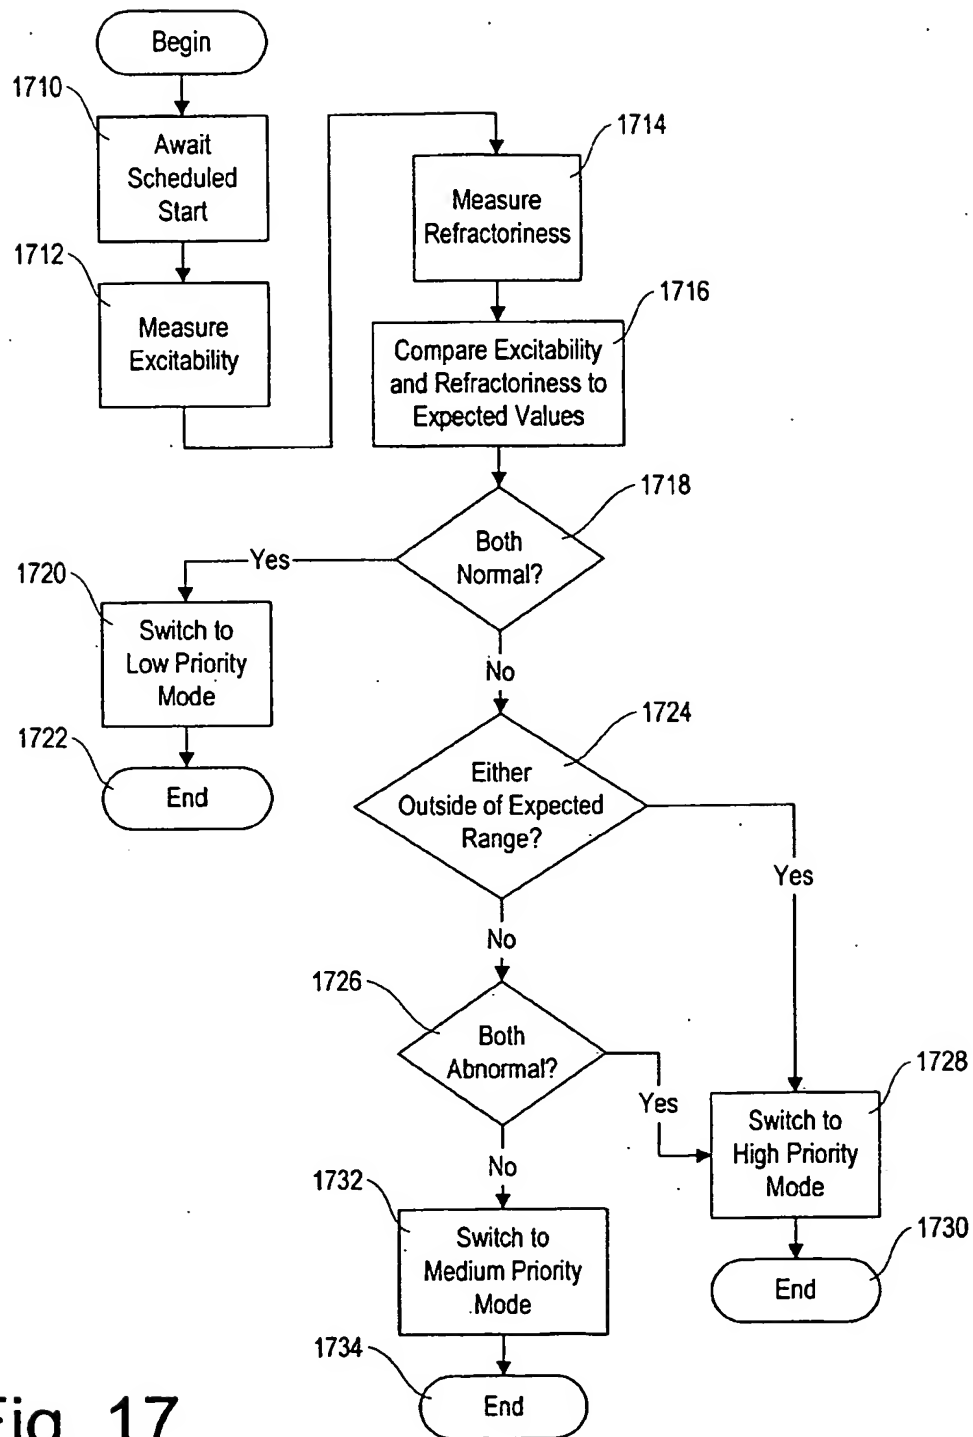 Begin
1710
Await
Scheduled
Start
1712
Measure
Excitability
1714
Measure
Refractoriness
1716
Compare Excitability
and Refractoriness to
Expected Values
1718
Both
Normal?
Yes
1720
Switch to
Low Priority
Mode
1722
End
No
1724
Either
Outside of Expected
Range?
Yes
No
1726
Both
Abnormal?
Yes
1728
Switch to
High Priority
Mode
1730
End
No
1732
Switch to
Medium Priority
Mode
1734
End
Fig. 17